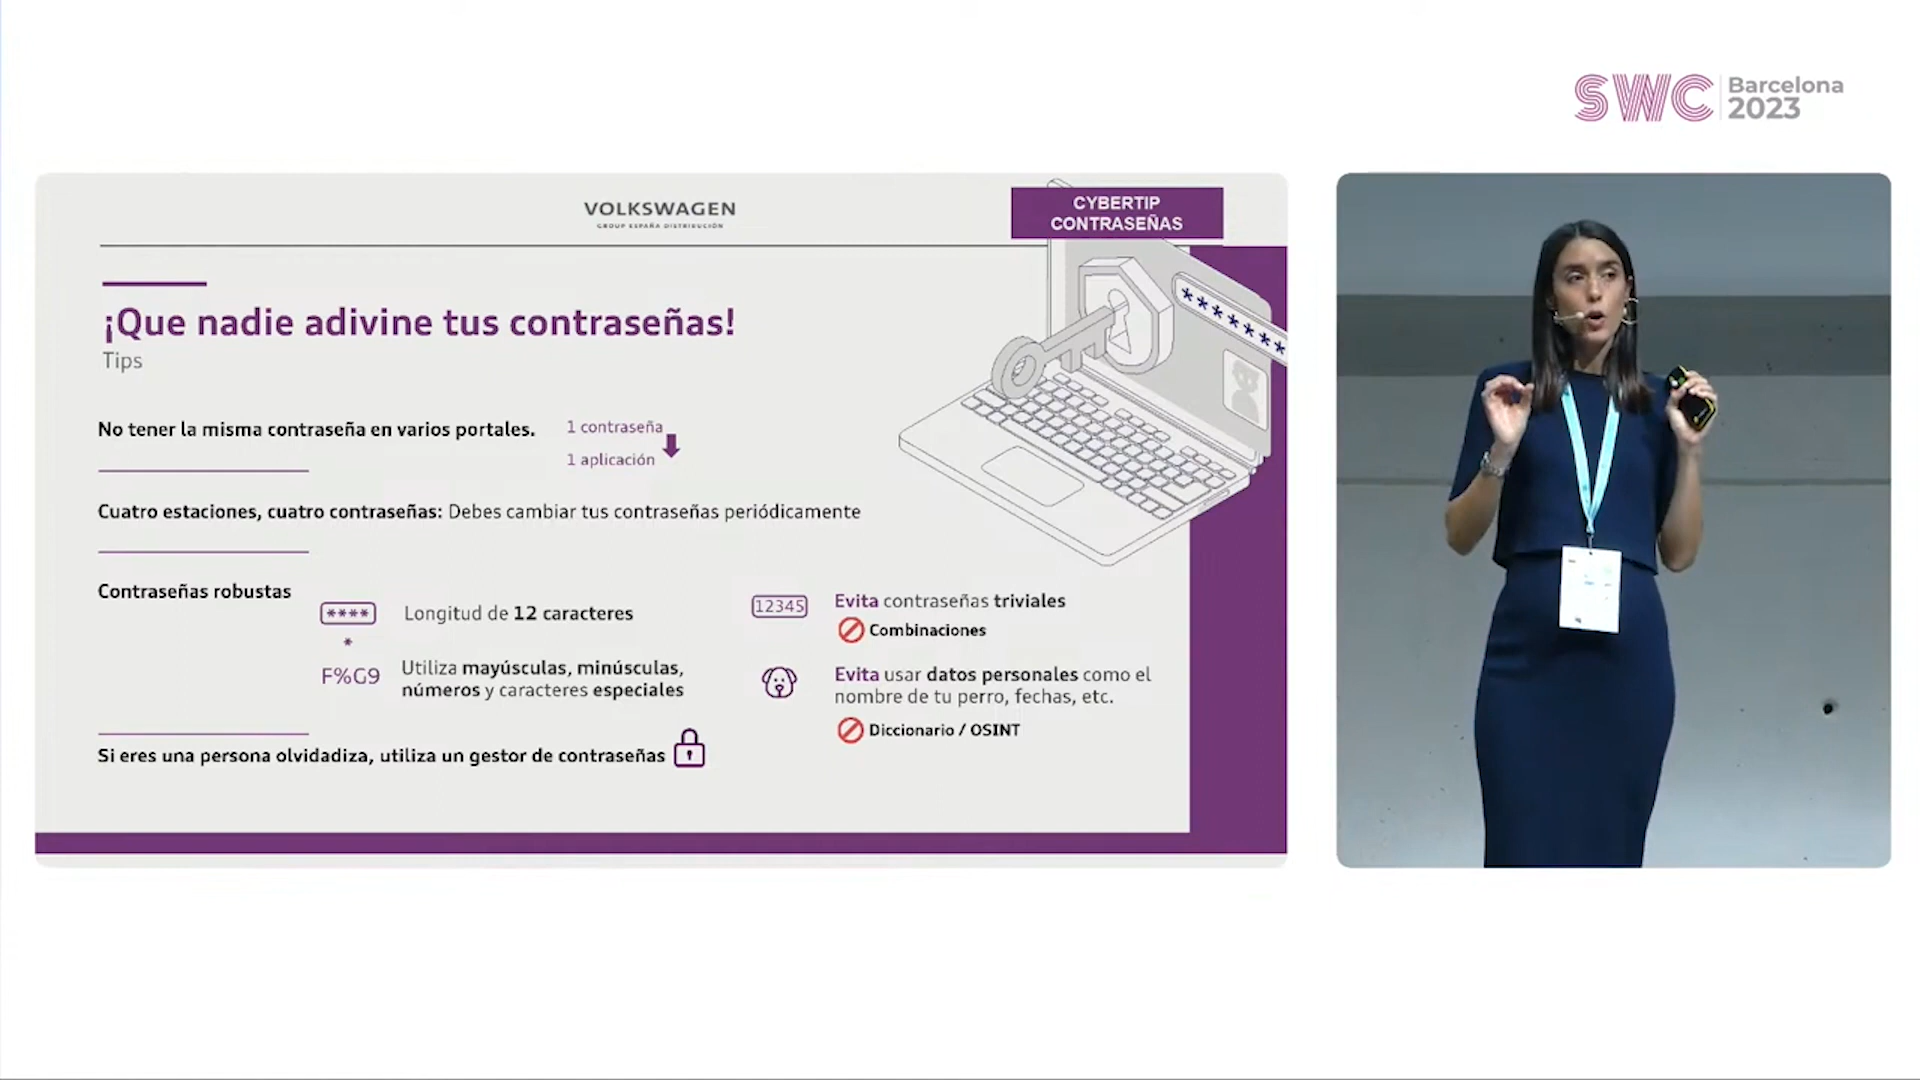 SWC
Barcelona
2023
VOLKSWAGEN
GROUP ESPAÑA DISTRIBUCIÓN
CYBERTIP
CONTRASEÑAS
*******
¡Que nadie adivine tus contraseñas!
Tips
No tener la misma contraseña en varios portales.
1 contraseña
1 aplicación
Cuatro estaciones, cuatro contraseñas: Debes cambiar tus contraseñas periódicamente
Contraseñas robustas
****
*
Longitud de 12 caracteres
F%G9
Utiliza mayúsculas, minúsculas,
números y caracteres especiales
12345
Evita contraseñas triviales
Combinaciones
Evita usar datos personales como el
nombre de tu perro, fechas, etc.
Diccionario / OSINT
Si eres una persona olvidadiza, utiliza un gestor de contraseñas